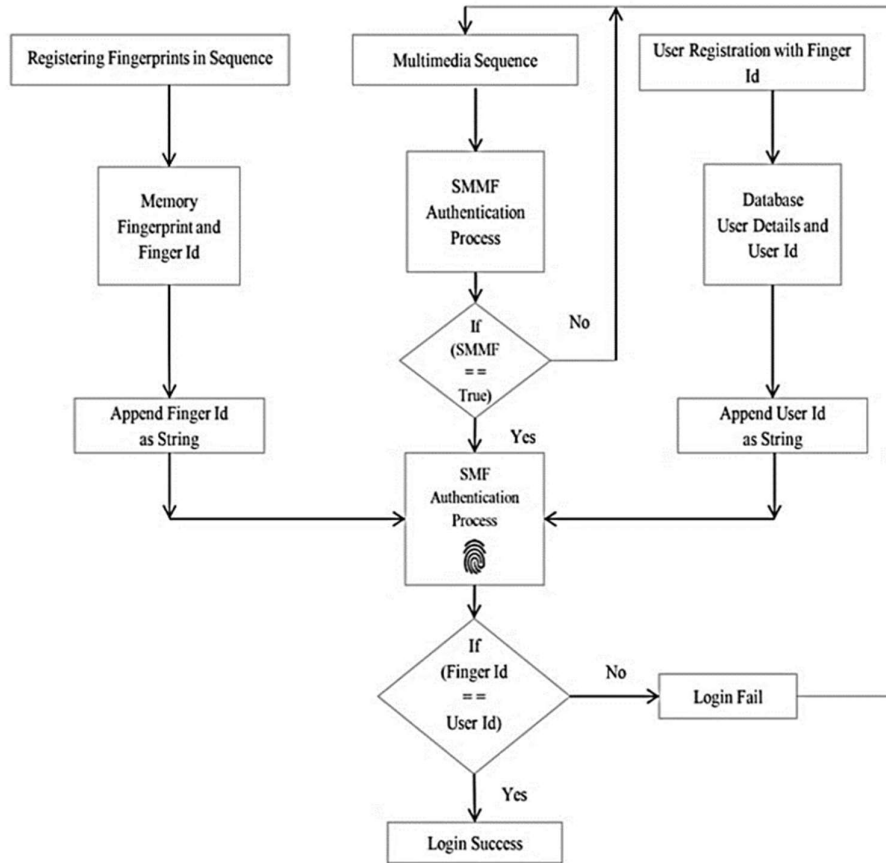 Registering Fingerprints in Sequence
Multimedia Sequence
User Registration with Finger
Id
Memory
Fingerprint and
Finger Id
SMMF
Authentication
Process
Database
User Details and
User Id
If
(SMMF
= =
True)
No
Yes
Append Finger Id
as String
Append User Id
as String
SMF
Authentication
Process
If
(Finger Id
= =
User Id)
No
Login Fail
Yes
Login Success